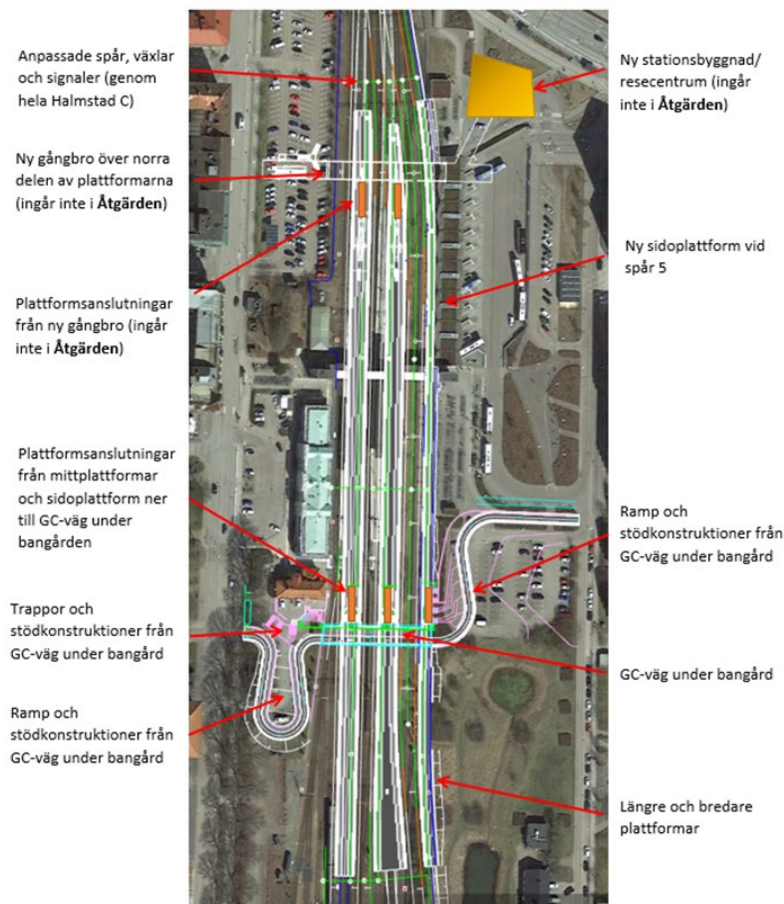 Anpassade spår, växlar
och signaler (genom
hela Halmstad C)
Ny gångbro över norra
delen av plattformarna
(ingår inte i Åtgärden)
Plattformsanslutningar
från ny gångbro (ingår
inte i Åtgärden)
Plattformsanslutningar
från mittplattformar
och sidoplattform ner
till GC-väg under
bangården
Trappor och
stödkonstruktioner från
GC-väg under bangård
Ramp och
stödkonstruktioner från
GC-väg under bangård
Ny stationsbyggnad/
resecentrum (ingår
inte i Åtgärden)
Ny sidoplattform vid
spår 5
Ramp och
stödkonstruktioner från
GC-väg under bangård
GC-väg under bangård
Längre och bredare
plattformar